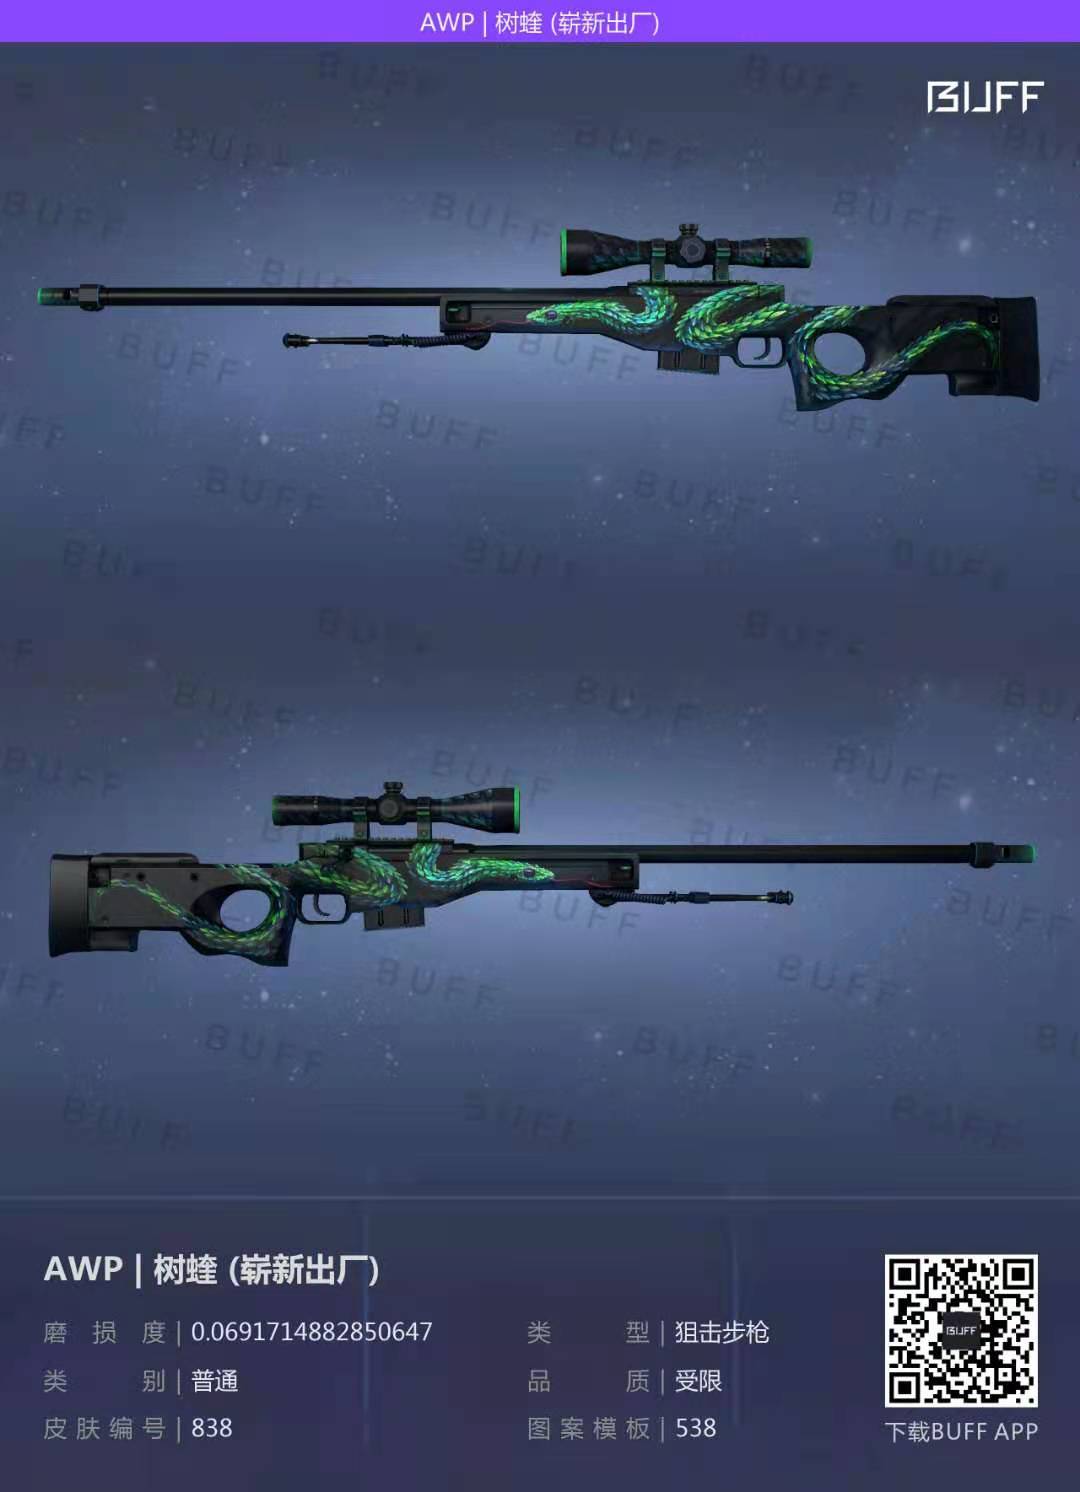 AWP | 树蝰 (崭新出厂)
BUFF
AWP | 树蝰 (崭新出厂)
磨损度 | 0.0691714882850647
类型 | 狙击步枪
类别 | 普通
品质 | 受限
皮肤编号 | 838
图案模板 | 538
BUFF
下载BUFF APP